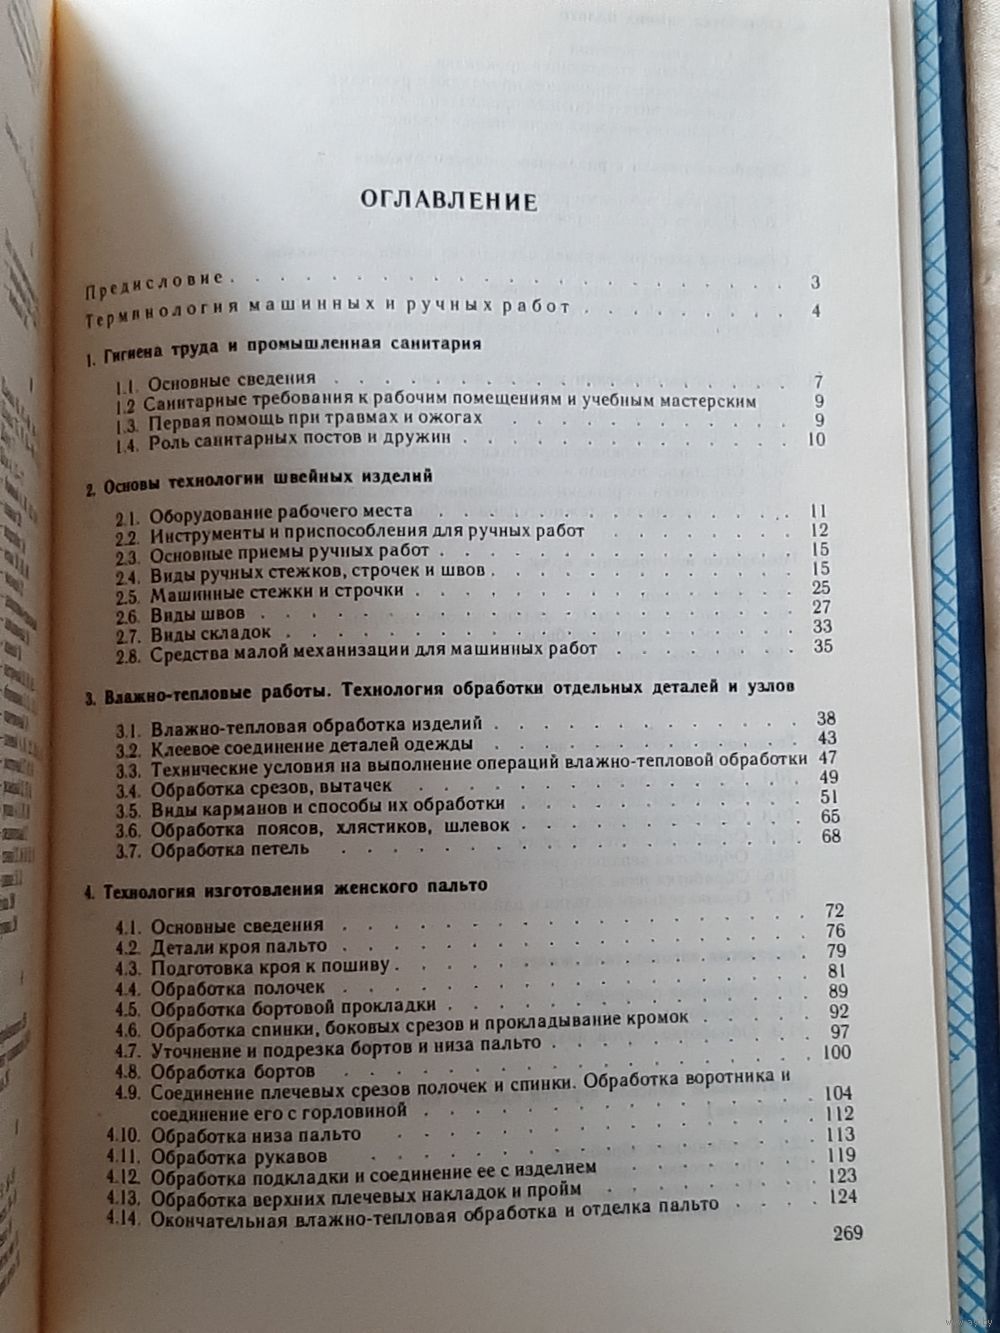 ОГЛАВЛЕНИЕ
Предисловие . . . . . . . . . . . . . . . . . . 3
Терминология машинных и ручных работ . . . . . . . . . 4
1. Гигиена труда и промышленная санитария
1.1. Основные сведения . . . . . . . . . . . . . . . . . 7
1.2 Санитарные требования к рабочим помещениям и учебным мастерским 9
1.3. Первая помощь при травмах и ожогах . . . . . . . . . . . 9
1.4. Роль санитарных постов и дружин . . . . . . . . . . . . 10
2. Основы технологии швейных изделий
2.1. Оборудование рабочего места . . . . . . . . . . . . . 11
2.2. Инструменты и приспособления для ручных работ . . . . . . . 12
2.3. Основные приемы ручных работ . . . . . . . . . . . . . 15
2.4. Виды ручных стежков, строчек и швов . . . . . . . . . . . 15
2.5. Машинные стежки и строчки . . . . . . . . . . . . . . 25
2.6. Виды швов . . . . . . . . . . . . . . . . . . . 27
2.7. Виды складок . . . . . . . . . . . . . . . . . . 33
2.8. Средства малой механизации для машинных работ . . . . . . . 35
3. Влажно-тепловые работы. Технология обработки отдельных деталей и узлов
3.1. Влажно-тепловая обработка изделий . . . . . . . . . . . . 38
3.2. Клеевое соединение деталей одежды . . . . . . . . . . . . 43
3.3. Технические условия на выполнение операций влажно-тепловой обработки 47
3.4. Обработка срезов, вытачек . . . . . . . . . . . . . . 49
3.5. Виды карманов и способы их обработки . . . . . . . . . . . 51
3.6. Обработка поясов, хлястиков, шлевок . . . . . . . . . . . 65
3.7. Обработка петель . . . . . . . . . . . . . . . . . 68
4. Технология изготовления женского пальто
4.1. Основные сведения . . . . . . . . . . . . . . . . . 72
4.2. Детали кроя пальто . . . . . . . . . . . . . . . . 76
4.3. Подготовка кроя к пошиву . . . . . . . . . . . . . . . 79
4.4. Обработка полочек . . . . . . . . . . . . . . . . . 81
4.5. Обработка бортовой прокладки . . . . . . . . . . . . . 89
4.6. Обработка спинки, боковых срезов и прокладывание кромок . . . . . 92
4.7. Уточнение и подрезка бортов и низа пальто . . . . . . . . . . 97
4.8. Обработка бортов . . . . . . . . . . . . . . . . . 100
4.9. Соединение плечевых срезов полочек и спинки. Обработка воротника и
соединение его с горловиной . . . . . . . . . . . . . . 104
4.10. Обработка низа пальто . . . . . . . . . . . . . . . 112
4.11. Обработка рукавов . . . . . . . . . . . . . . . . 113
4.12. Обработка подкладки и соединение ее с изделием . . . . . . . 119
4.13. Обработка верхних плечевых накладок и пройм . . . . . . . . 123
4.14. Окончательная влажно-тепловая обработка и отделка пальто . . . . 124
269